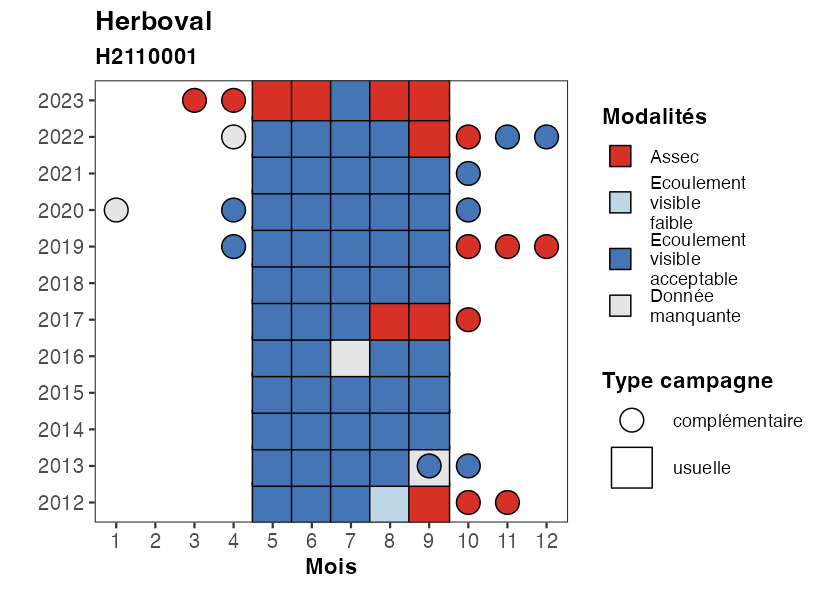 Herboval
H2110001
2023
2022
2021
2020
2019
2018
2017
2016
2015
2014
2013
2012
1 2 3 4 5 6 7 8 9 10 11 12
Mois
Modalités
Assec
Ecoulement
visible
faible
Ecoulement
visible
acceptable
Donnée
manquante
Type campagne
complémentaire
usuelle